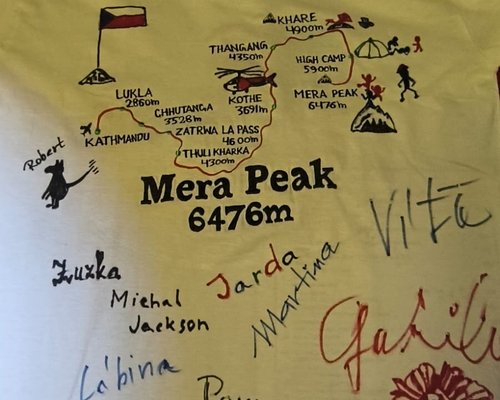 KHARE
4900m
THANGANG
4350m
HIGH CAMP
5900m
LUKLA
2860m
KOTHE
3691m
MERA PEAK
6476m
CHHUTANGA
3528m
KATHMANDU
ZATRWA LA PASS
4600m
THULI KHARKA
4300m
Robert
Mera Peak
6476m
Víťa
Zuzka
Jarda
Martina
Michal
Jackson
Lábina